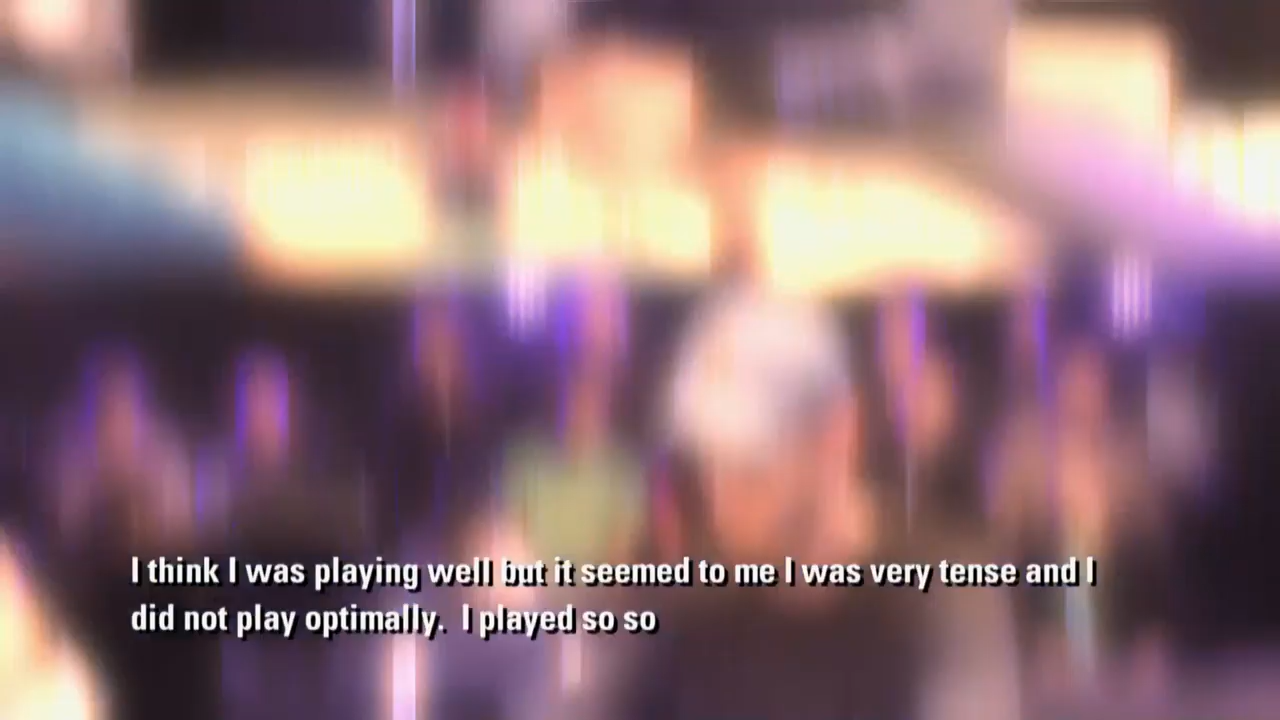 I think I was playing well but it seemed to me I was very tense and I
did not play optimally.  I played so so